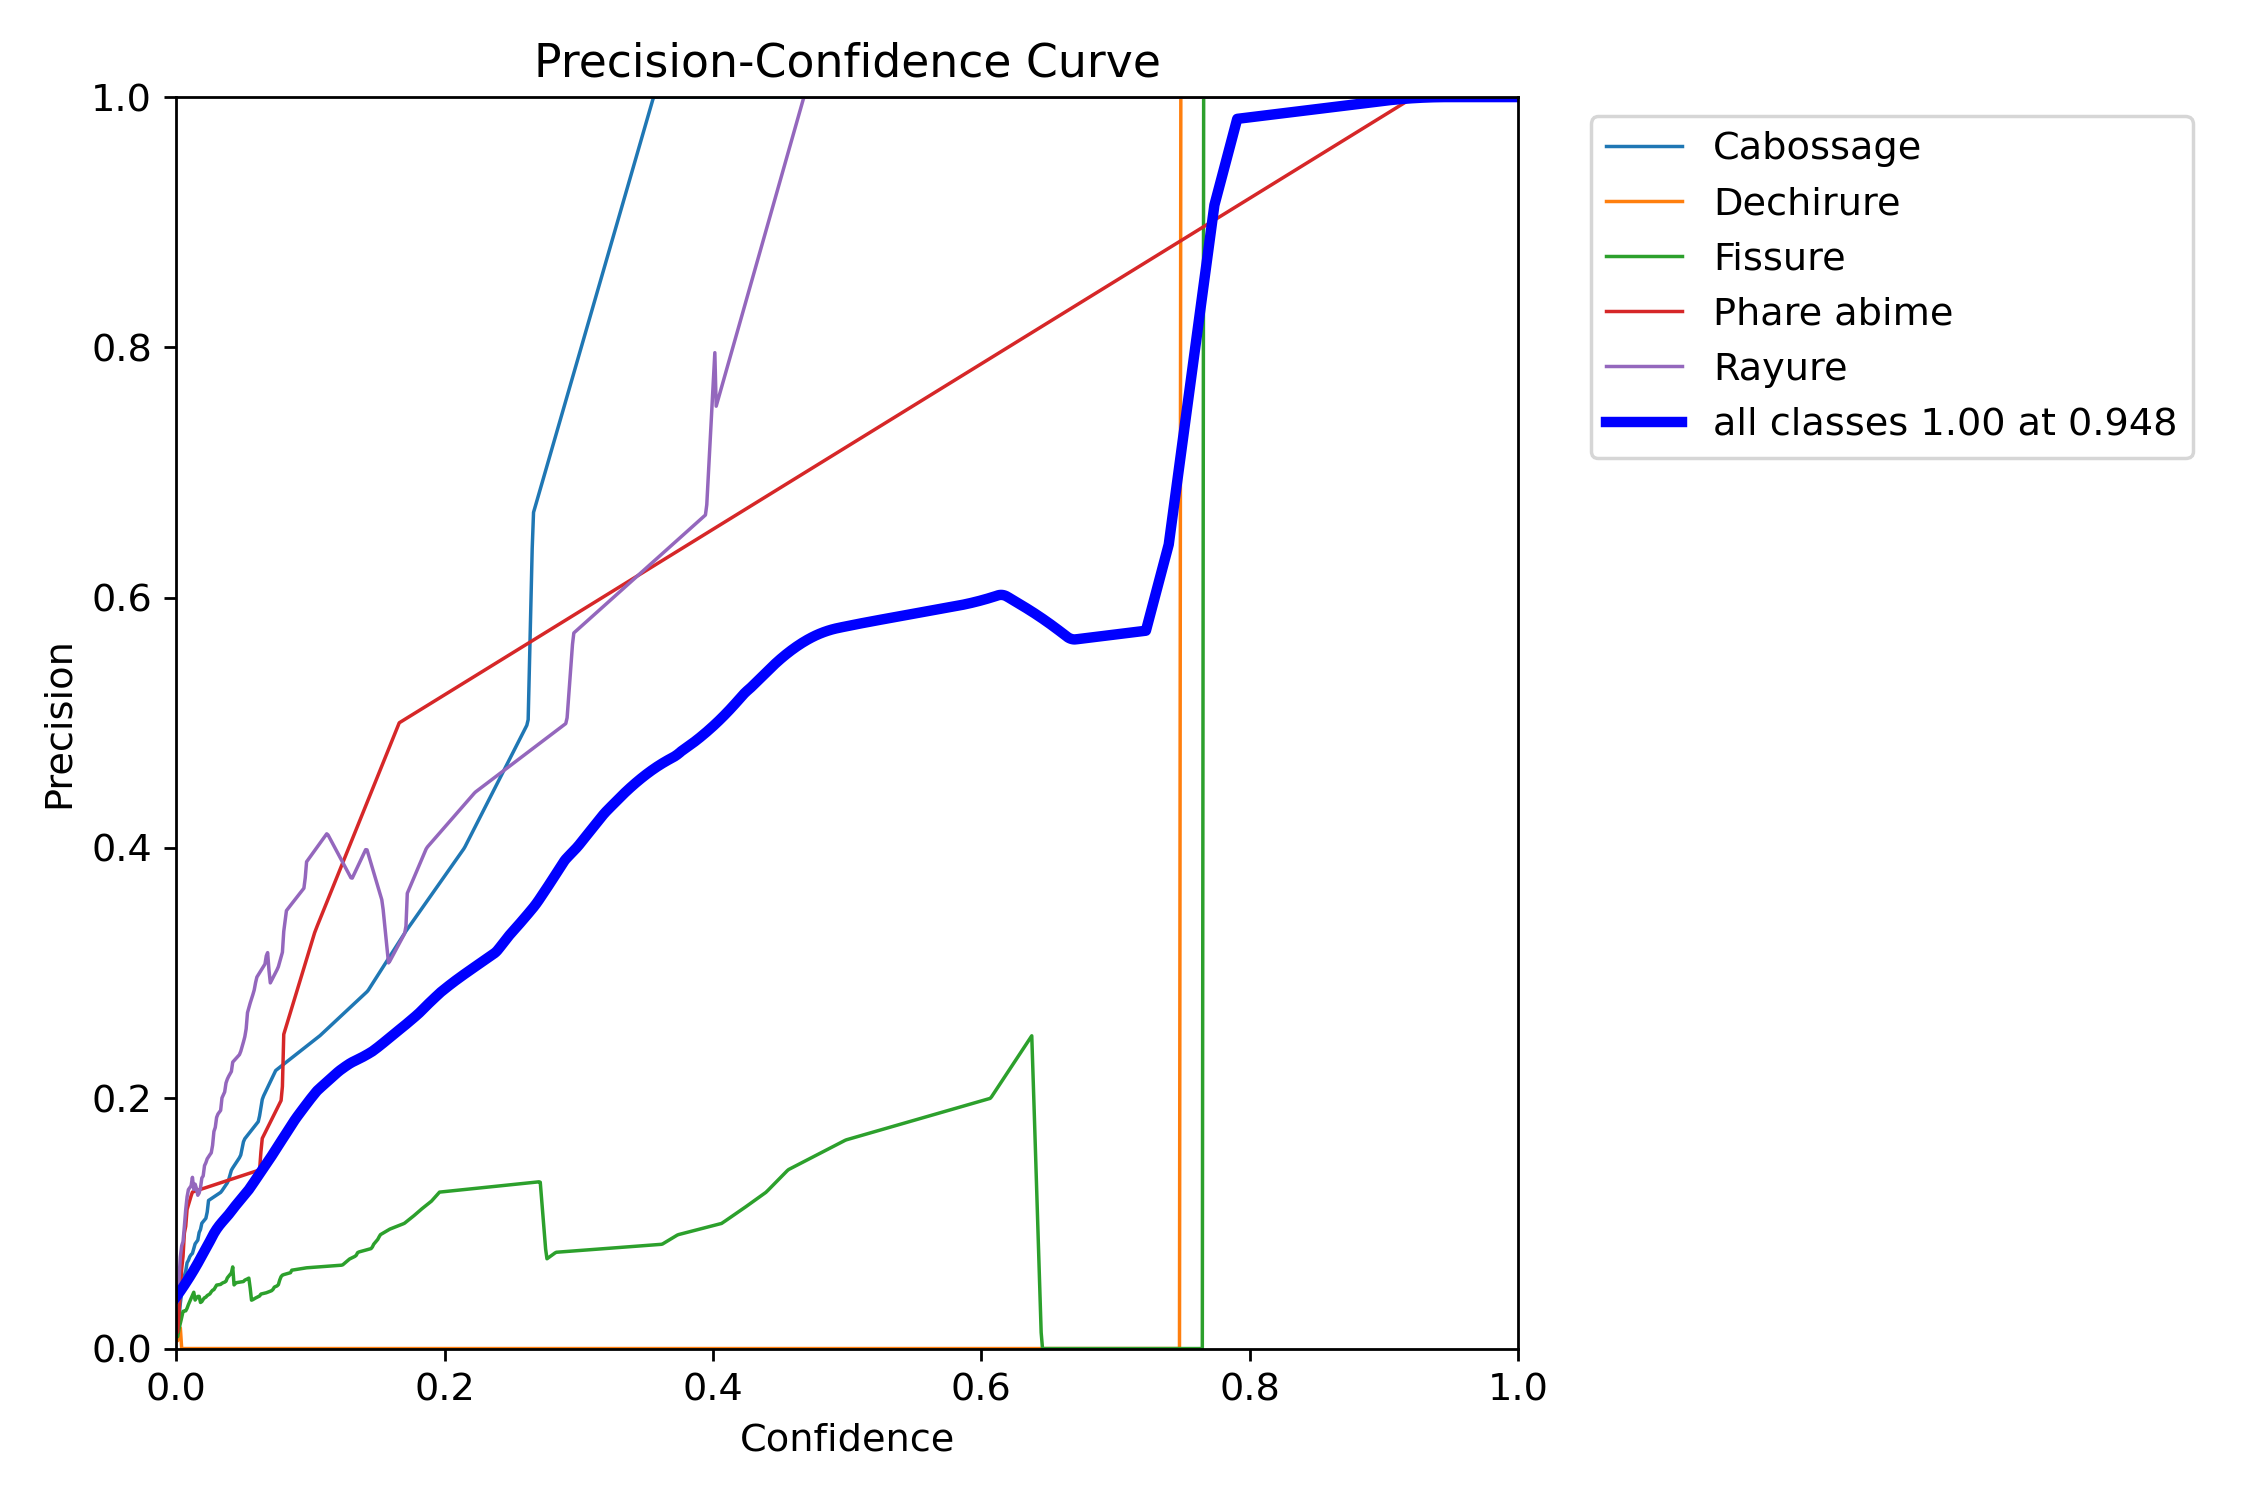 Precision-Confidence Curve
1.0
0.8
0.6
0.4
0.2
0.0
Precision
0.0 0.2 0.4 0.6 0.8 1.0
Confidence
Cabossage
Dechirure
Fissure
Phare abime
Rayure
all classes 1.00 at 0.948